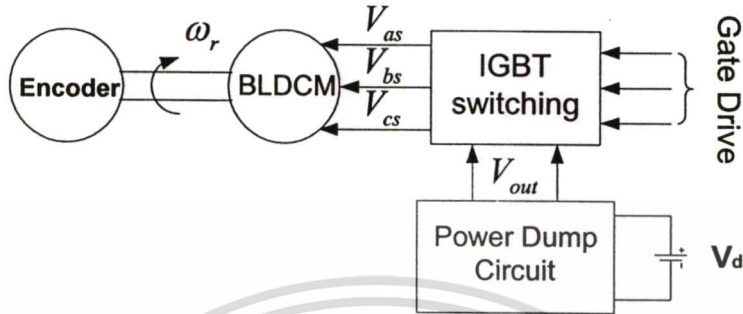 ω_r
V_as
V_bs
V_cs
Encoder
BLDCM
IGBT
switching
Gate Drive
V_out
Power Dump
Circuit
V_d